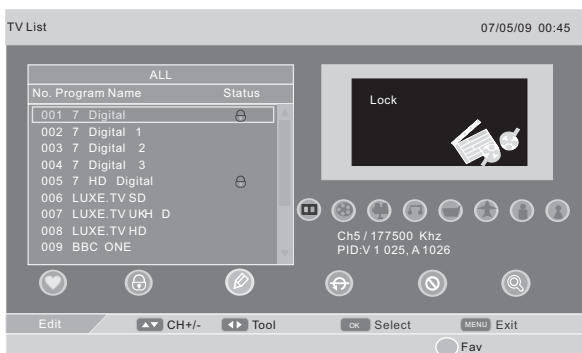 TV List 07/05/09 00:45
ALL
No. Program Name Status
001 7 Digital
002 7 Digital 1
003 7 Digital 2
004 7 Digital 3
005 7 HD Digital
006 LUXE.TV SD
007 LUXE.TV UKH D
008 LUXE.TV HD
009 BBC ONE
Lock
Ch5 / 177500 Khz
PID:V 1 025, A 1026
Edit CH+/- Tool OK Select MENU Exit
Fav